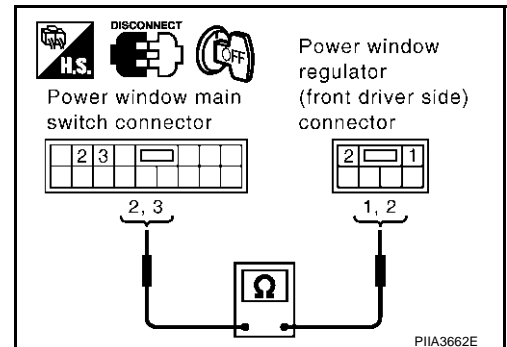 DISCONNECT
H.S.
OFF
Power window main
switch connector
Power window
regulator
(front driver side)
connector
2 3
2 1
2, 3
1, 2
Ω
PIIA3662E